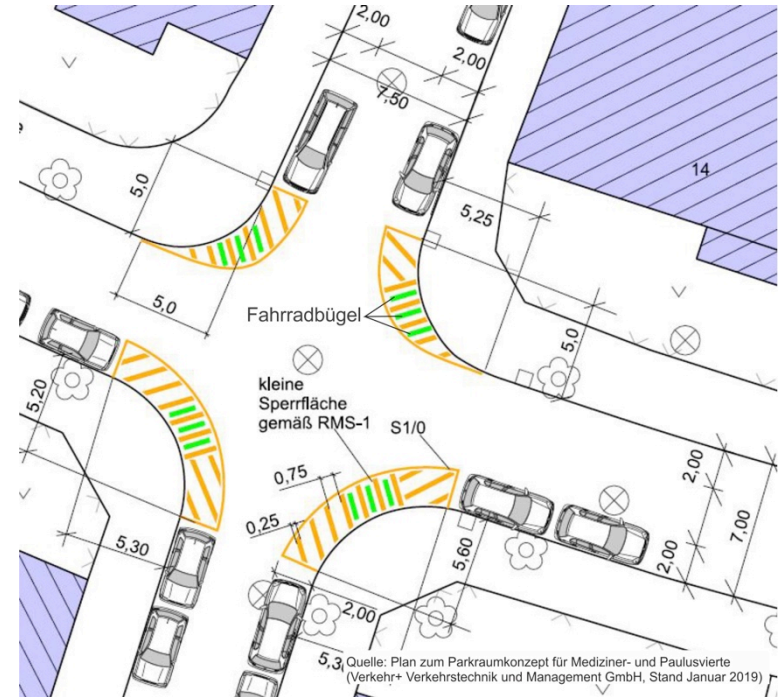 2,00
2,00
7,50
e
14
5,0
5,25
5,0
Fahrradbügel
5,0
5,20
kleine
Sperrfläche
gemäß RMS-1
S1/0
0,75
0,25
2,00
7,00
2,00
5,30
5,60
2,00
5,3
Quelle: Plan zum Parkraumkonzept für Mediziner- und Paulusvierte
(Verkehr+ Verkehrstechnik und Management GmbH, Stand Januar 2019)